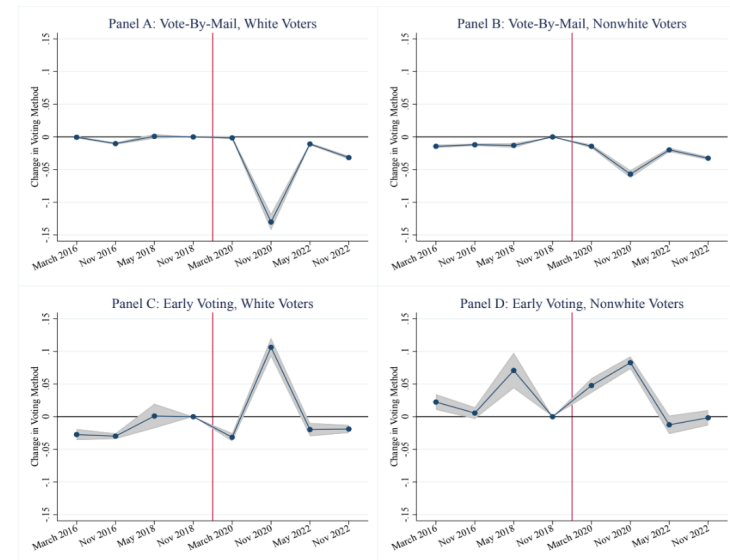 Panel A: Vote-By-Mail, White Voters
Change in Voting Method
.15
.1
.05
0
-.05
-.1
-.15
March 2016
Nov 2016
May 2018
Nov 2018
March 2020
Nov 2020
May 2022
Nov 2022
Panel B: Vote-By-Mail, Nonwhite Voters
Change in Voting Method
.15
.1
.05
0
-.05
-.1
-.15
March 2016
Nov 2016
May 2018
Nov 2018
March 2020
Nov 2020
May 2022
Nov 2022
Panel C: Early Voting, White Voters
Change in Voting Method
.15
.1
.05
0
-.05
-.1
-.15
March 2016
Nov 2016
May 2018
Nov 2018
March 2020
Nov 2020
May 2022
Nov 2022
Panel D: Early Voting, Nonwhite Voters
Change in Voting Method
.15
.1
.05
0
-.05
-.1
-.15
March 2016
Nov 2016
May 2018
Nov 2018
March 2020
Nov 2020
May 2022
Nov 2022